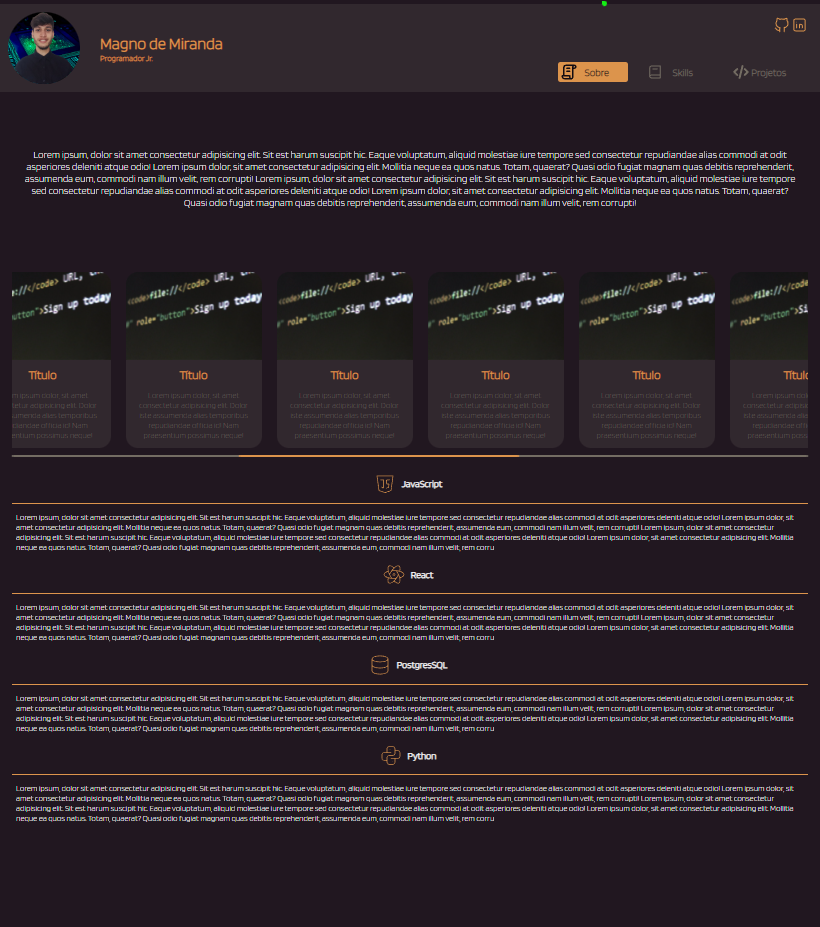 Magno de Miranda
Programador Jr.
Sobre
Skills
Projetos
Lorem ipsum, dolor sit amet consectetur adipisicing elit. Sit est harum suscipit hic. Eaque voluptatum, aliquid molestiae iure tempore sed consectetur repudiandae alias commodi at odit
asperiores deleniti atque odio! Lorem ipsum, dolor sit amet consectetur adipisicing elit. Mollitia neque ea quos natus. Totam, quaerat? Quasi odio fugiat magnam quas debitis reprehenderit,
assumenda eum, commodi nam illum velit, rem corrupti! Lorem ipsum, dolor sit amet consectetur adipisicing elit. Sit est harum suscipit hic. Eaque voluptatum, aliquid molestiae iure tempore
sed consectetur repudiandae alias commodi at odit asperiores deleniti atque odio! Lorem ipsum, dolor sit amet consectetur adipisicing elit. Mollitia neque ea quos natus. Totam, quaerat?
Quasi odio fugiat magnam quas debitis reprehenderit, assumenda eum, commodi nam illum velit, rem corrupti!
Título
Título
Lorem ipsum dolor, sit amet
consectetur adipisicing elit. Dolore
iste assumenda alias temporibus
repudiandae officia id! Nam
praesentium possimus neque!
Título
Lorem ipsum dolor, sit amet
consectetur adipisicing elit. Dolore
iste assumenda alias temporibus
repudiandae officia id! Nam
praesentium possimus neque!
Título
Lorem ipsum dolor, sit amet
consectetur adipisicing elit. Dolore
iste assumenda alias temporibus
repudiandae officia id! Nam
praesentium possimus neque!
Título
Lorem ipsum dolor, sit amet
consectetur adipisicing elit. Dolore
iste assumenda alias temporibus
repudiandae officia id! Nam
praesentium possimus neque!
JavaScript
Lorem ipsum, dolor sit amet consectetur adipisicing elit. Sit est harum suscipit hic. Eaque voluptatum, aliquid molestiae iure tempore sed consectetur repudiandae alias commodi at odit asperiores deleniti atque odio! Lorem ipsum, dolor, sit
amet consectetur adipisicing elit. Mollitia neque ea quos natus. Totam, quaerat? Quasi odio fugiat magnam quas debitis reprehenderit, assumenda eum, commodi nam illum velit, rem corrupti! Lorem ipsum, dolor sit amet consectetur
adipisicing elit. Sit est harum suscipit hic. Eaque voluptatum, aliquid molestiae iure tempore sed consectetur repudiandae alias commodi at odit asperiores deleniti atque odio! Lorem ipsum dolor, sit amet consectetur adipisicing elit. Mollitia
neque ea quos natus. Totam, quaerat? Quasi odio fugiat magnam quas debitis reprehenderit, assumenda eum, commodi nam illum velit, rem corru
React
Lorem ipsum, dolor sit amet consectetur adipisicing elit. Sit est harum suscipit hic. Eaque voluptatum, aliquid molestiae iure tempore sed consectetur repudiandae alias commodi at odit asperiores deleniti atque odio! Lorem ipsum dolor, sit
amet consectetur adipisicing elit. Mollitia neque ea quos natus. Totam, quaerat? Quasi odio fugiat magnam quas debitis reprehenderit, assumenda eum, commodi nam illum velit, rem corrupti! Lorem ipsum, dolor sit amet consectetur
adipisicing elit. Sit est harum suscipit hic. Eaque voluptatum, aliquid molestiae iure tempore sed consectetur repudiandae alias commodi at odit asperiores deleniti atque odio! Lorem ipsum dolor, sit amet consectetur adipisicing elit. Mollitia
neque ea quos natus. Totam, quaerat? Quasi odio fugiat magnam quas debitis reprehenderit, assumenda eum, commodi nam illum velit, rem corru
PostgresSQL
Lorem ipsum, dolor sit amet consectetur adipisicing elit. Sit est harum suscipit hic. Eaque voluptatum, aliquid molestiae iure tempore sed consectetur repudiandae alias commodi at odit asperiores deleniti atque odio! Lorem ipsum dolor, sit
amet consectetur adipisicing elit. Mollitia neque ea quos natus. Totam, quaerat? Quasi odio fugiat magnam quas debitis reprehenderit, assumenda eum, commodi nam illum velit, rem corrupti! Lorem ipsum, dolor sit amet consectetur
adipisicing elit. Sit est harum suscipit hic. Eaque voluptatum, aliquid molestiae iure tempore sed consectetur repudiandae alias commodi at odit asperiores deleniti atque odio! Lorem ipsum dolor, sit amet consectetur adipisicing elit. Mollitia
neque ea quos natus. Totam, quaerat? Quasi odio fugiat magnam quas debitis reprehenderit, assumenda eum, commodi nam illum velit, rem corru
Python
Lorem ipsum, dolor sit amet consectetur adipisicing elit. Sit est harum suscipit hic. Eaque voluptatum, aliquid molestiae iure tempore sed consectetur repudiandae alias commodi at odit asperiores deleniti atque odio! Lorem ipsum dolor, sit
amet consectetur adipisicing elit. Mollitia neque ea quos natus. Totam, quaerat? Quasi odio fugiat magnam quas debitis reprehenderit, assumenda eum, commodi nam illum velit, rem corrupti! Lorem ipsum, dolor sit amet consectetur
adipisicing elit. Sit est harum suscipit hic. Eaque voluptatum, aliquid molestiae iure tempore sed consectetur repudiandae alias commodi at odit asperiores deleniti atque odio! Lorem ipsum dolor, sit amet consectetur adipisicing elit. Mollitia
neque ea quos natus. Totam, quaerat? Quasi odio fugiat magnam quas debitis reprehenderit, assumenda eum, commodi nam illum velit, rem corru